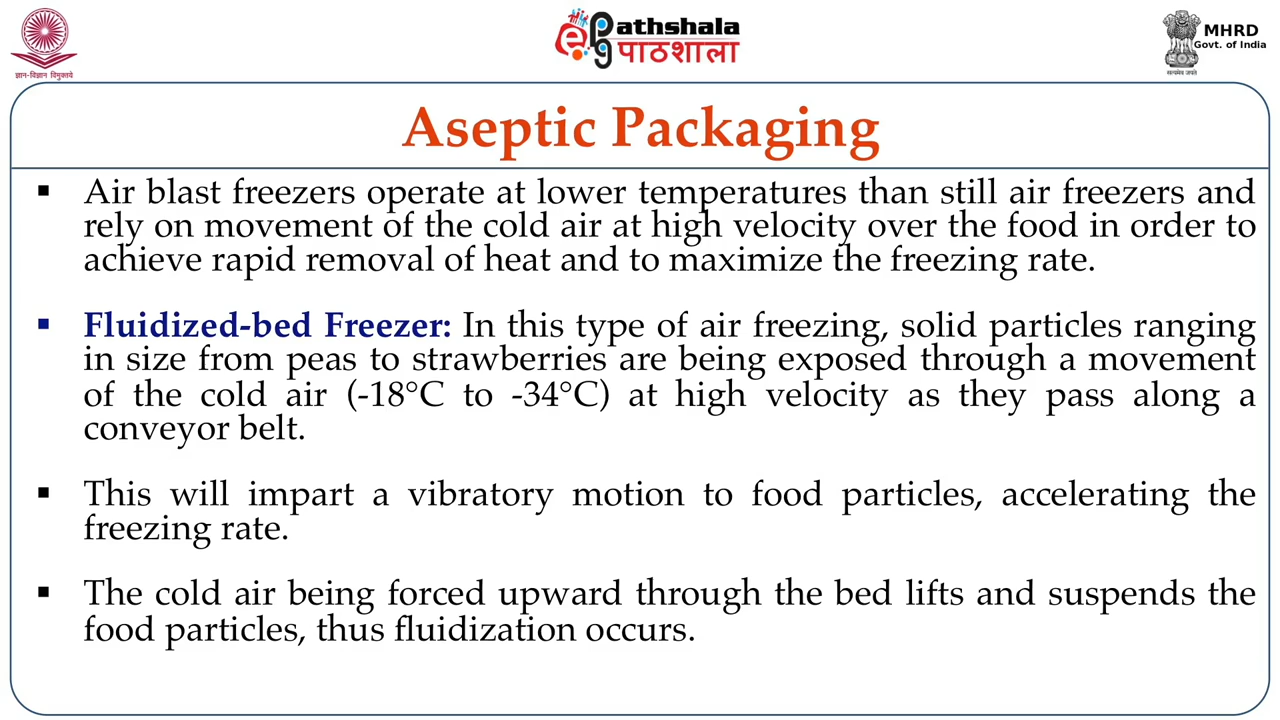 ज्ञान-विज्ञान विमुक्तये
ePg Pathshala
पाठशाला
MHRD
Govt. of India
सत्यमेव जयते
Aseptic Packaging
▪ Air blast freezers operate at lower temperatures than still air freezers and
rely on movement of the cold air at high velocity over the food in order to
achieve rapid removal of heat and to maximize the freezing rate.
▪ Fluidized-bed Freezer: In this type of air freezing, solid particles ranging
in size from peas to strawberries are being exposed through a movement
of the cold air (-18°C to -34°C) at high velocity as they pass along a
conveyor belt.
▪ This will impart a vibratory motion to food particles, accelerating the
freezing rate.
▪ The cold air being forced upward through the bed lifts and suspends the
food particles, thus fluidization occurs.